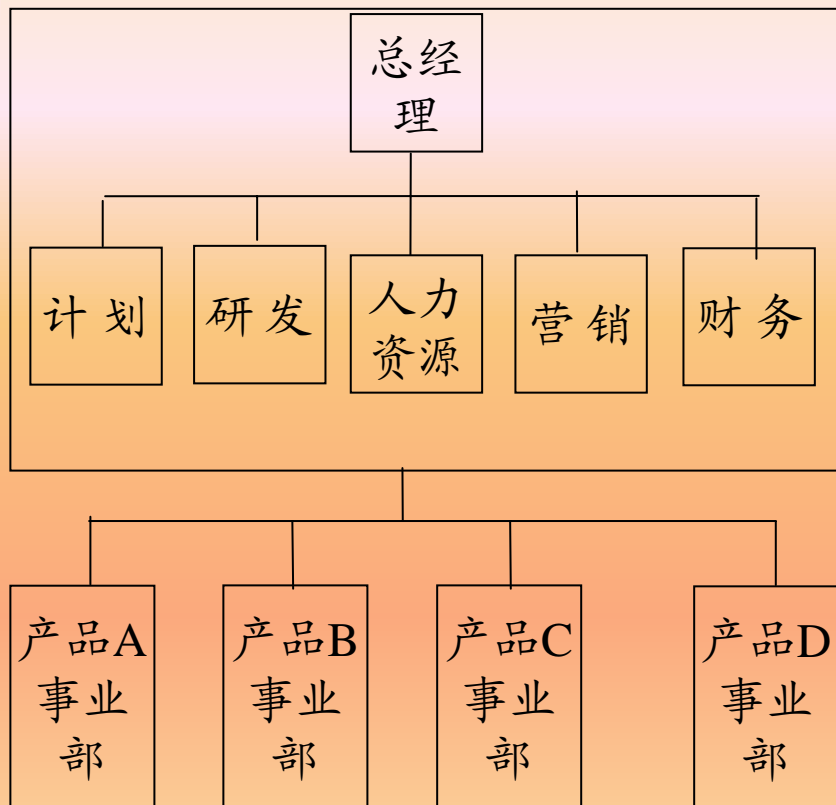 总经
理
计划
研发
人力
资源
营销
财务
产品A
事业
部
产品B
事业
部
产品C
事业
部
产品D
事业
部